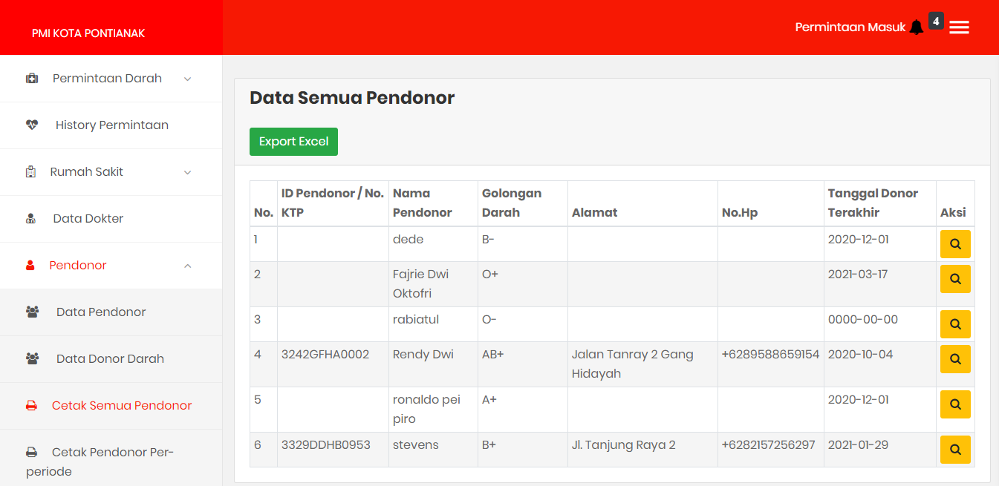 PMI KOTA PONTIANAK
Permintaan Masuk 4
Permintaan Darah
History Permintaan
Rumah Sakit
Data Dokter
Pendonor
Data Pendonor
Data Donor Darah
Cetak Semua Pendonor
Cetak Pendonor Per-
periode
Data Semua Pendonor
Export Excel
No. ID Pendonor / No. KTP Nama Pendonor Golongan Darah Alamat No.Hp Tanggal Donor Terakhir Aksi
1 dede B- 2020-12-01
2 Fajrie Dwi Oktofri O+ 2021-03-17
3 rabiatul O- 0000-00-00
4 3242GFHA0002 Rendy Dwi AB+ Jalan Tanray 2 Gang Hidayah +6289588659154 2020-10-04
5 ronaldo pei piro A+ 2020-12-01
6 3329DDHB0953 stevens B+ Jl. Tanjung Raya 2 +6282157256297 2021-01-29